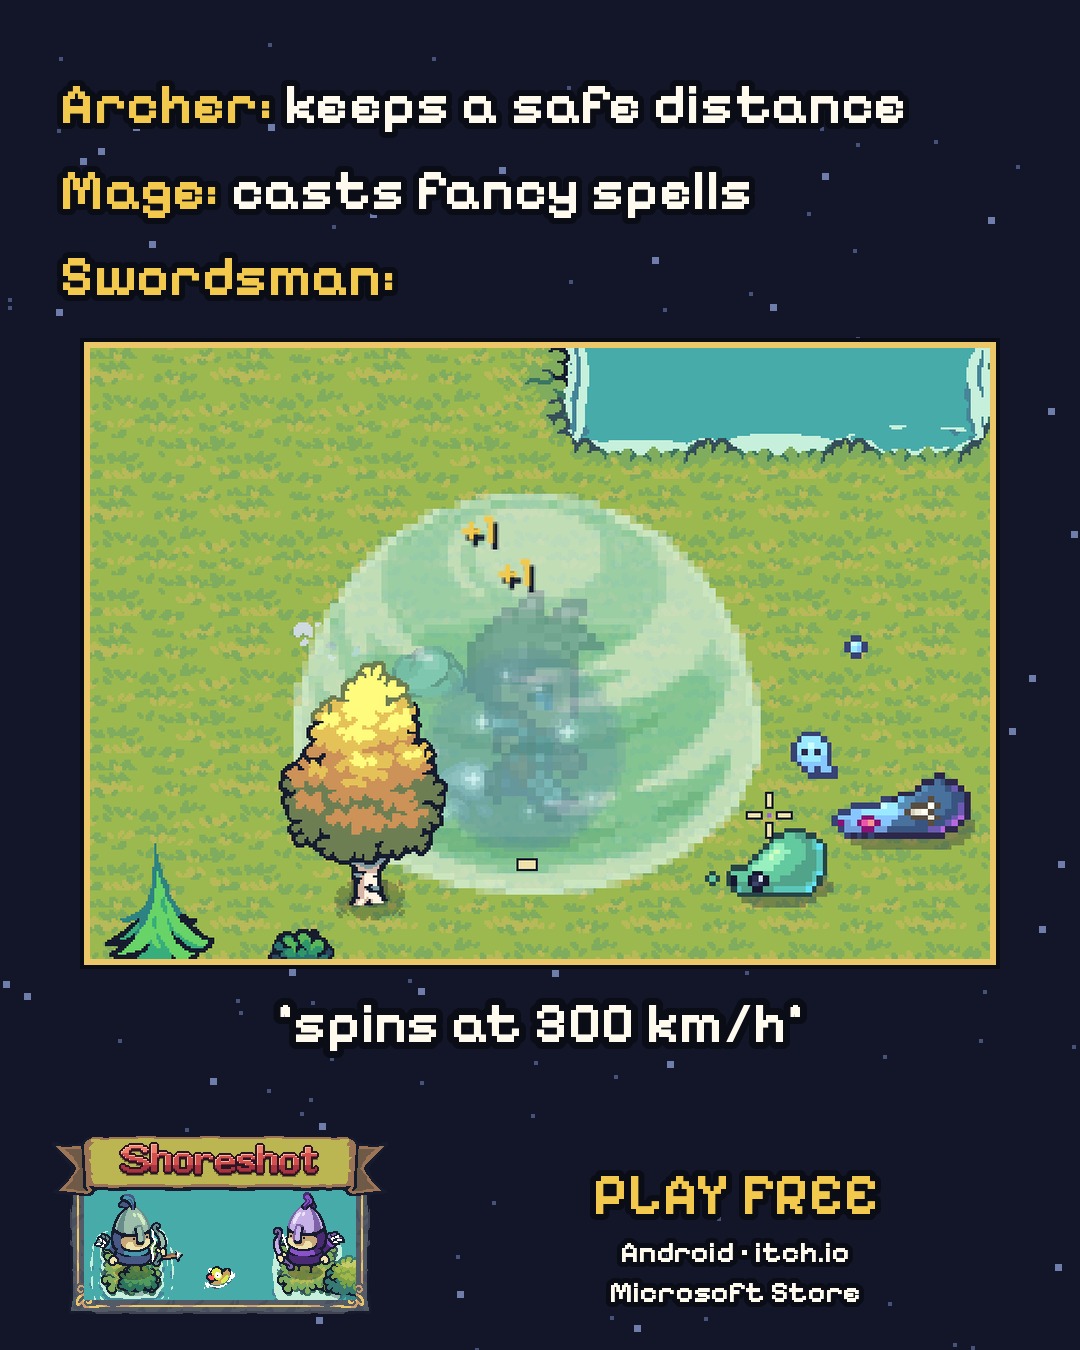 Archer: keeps a safe distance
Mage: casts fancy spells
Swordsman:
+1
+1
*spins at 300 km/h*
Shoreshot
PLAY FREE
Android · itch.io
Microsoft Store